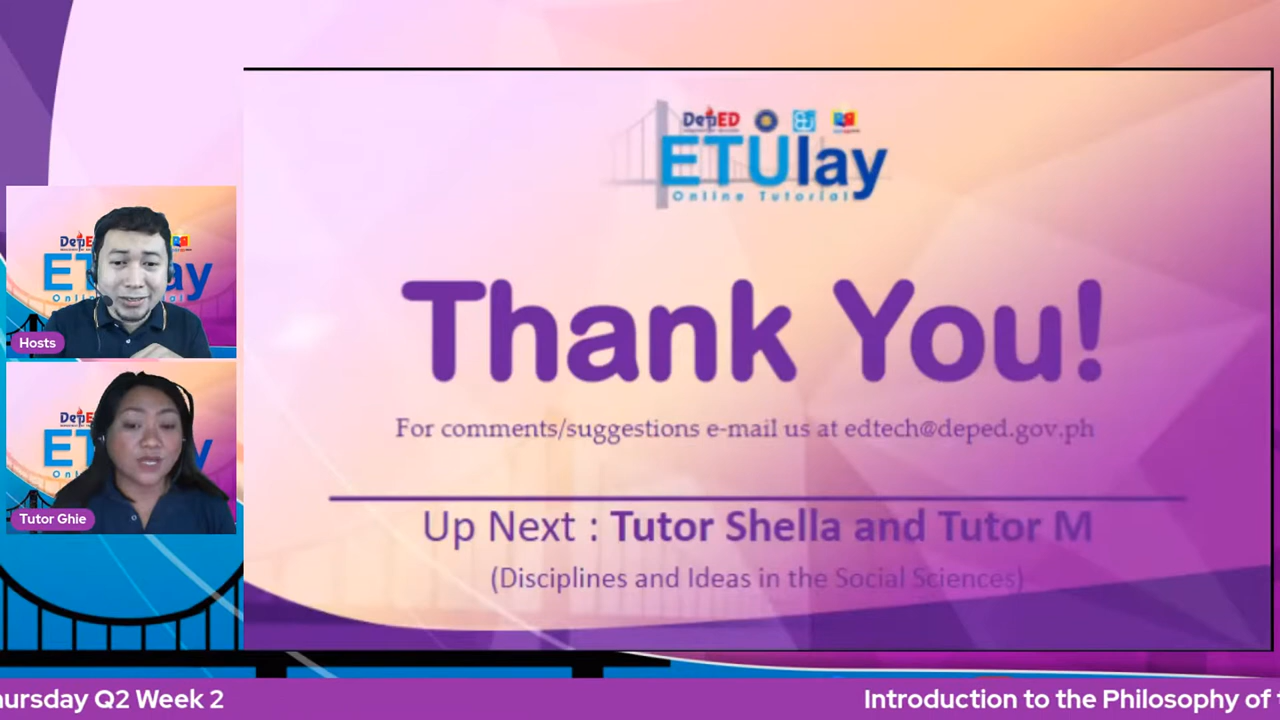 DepED
ETUlay
Online Tutorial
Thank You!
For comments/suggestions e-mail us at edtech@deped.gov.ph
Up Next : Tutor Shella and Tutor M
(Disciplines and Ideas in the Social Sciences)
Hosts
Tutor Ghie
hursday Q2 Week 2
Introduction to the Philosophy of